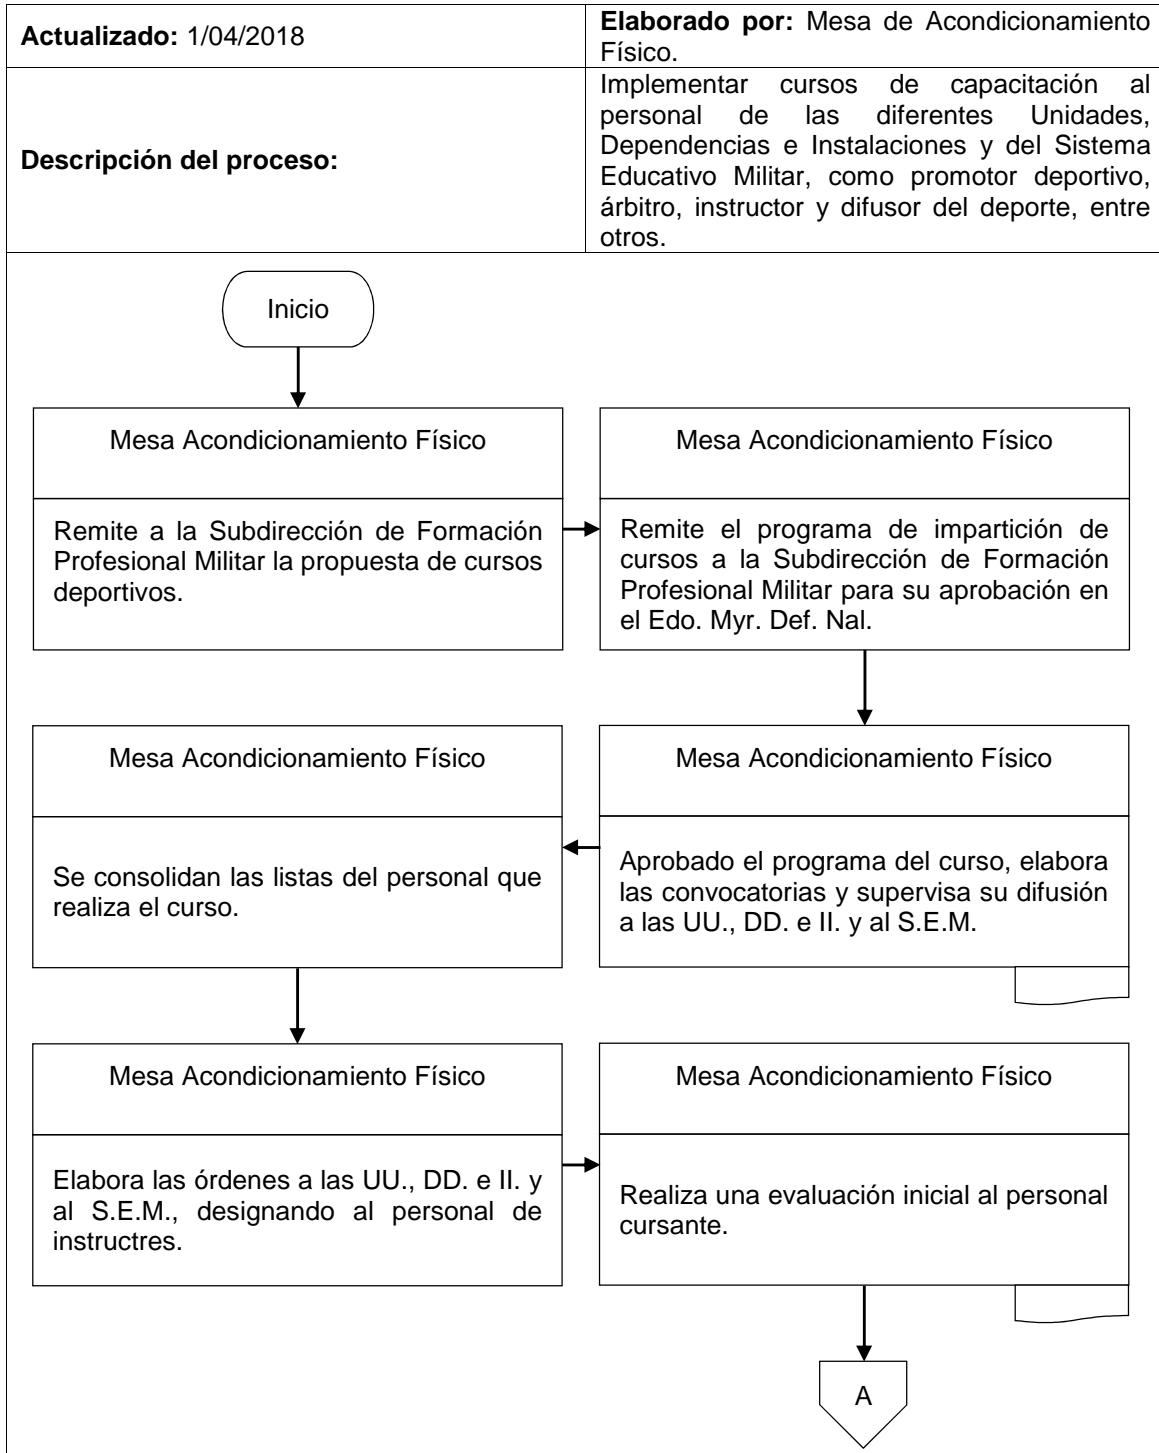 Actualizado: 1/04/2018
Elaborado por: Mesa de Acondicionamiento
Físico.
Descripción del proceso:
Implementar cursos de capacitación al
personal de las diferentes Unidades,
Dependencias e Instalaciones y del Sistema
Educativo Militar, como promotor deportivo,
árbitro, instructor y difusor del deporte, entre
otros.
Inicio
Mesa Acondicionamiento Físico
Remite a la Subdirección de Formación
Profesional Militar la propuesta de cursos
deportivos.
Mesa Acondicionamiento Físico
Remite el programa de impartición de
cursos a la Subdirección de Formación
Profesional Militar para su aprobación en
el Edo. Myr. Def. Nal.
Mesa Acondicionamiento Físico
Aprobado el programa del curso, elabora
las convocatorias y supervisa su difusión
a las UU., DD. e II. y al S.E.M.
Mesa Acondicionamiento Físico
Se consolidan las listas del personal que
realiza el curso.
Mesa Acondicionamiento Físico
Elabora las órdenes a las UU., DD. e II. y
al S.E.M., designando al personal de
instructres.
Mesa Acondicionamiento Físico
Realiza una evaluación inicial al personal
cursante.
A